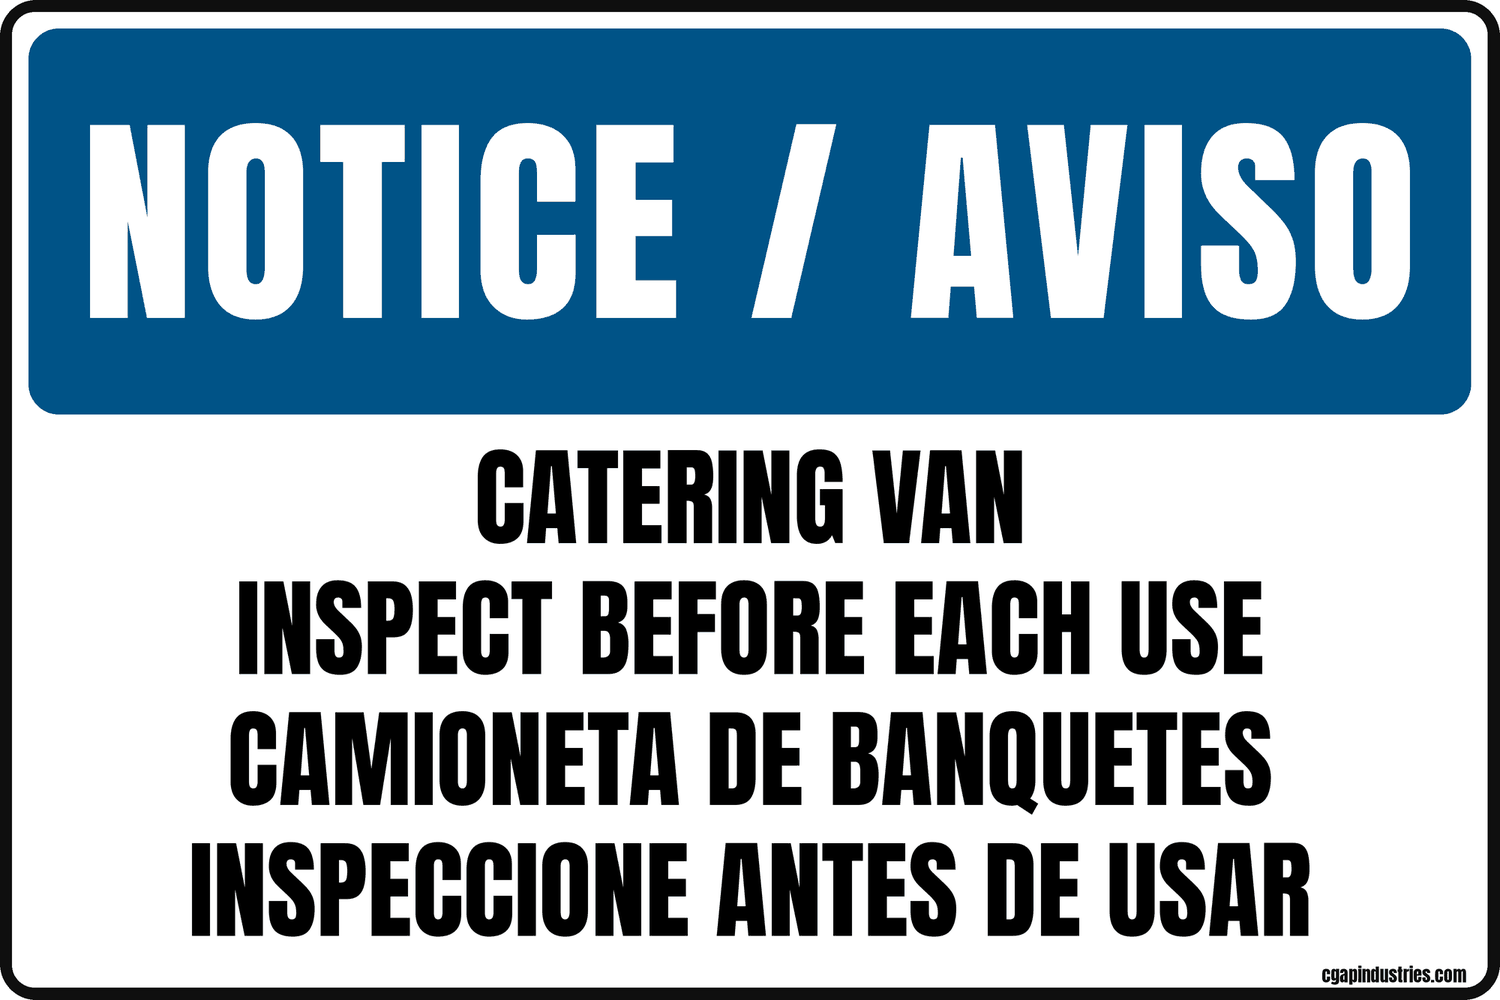 NOTICE / AVISO
CATERING VAN
INSPECT BEFORE EACH USE
CAMIONETA DE BANQUETES
INSPECCIONE ANTES DE USAR
cgapindustries.com